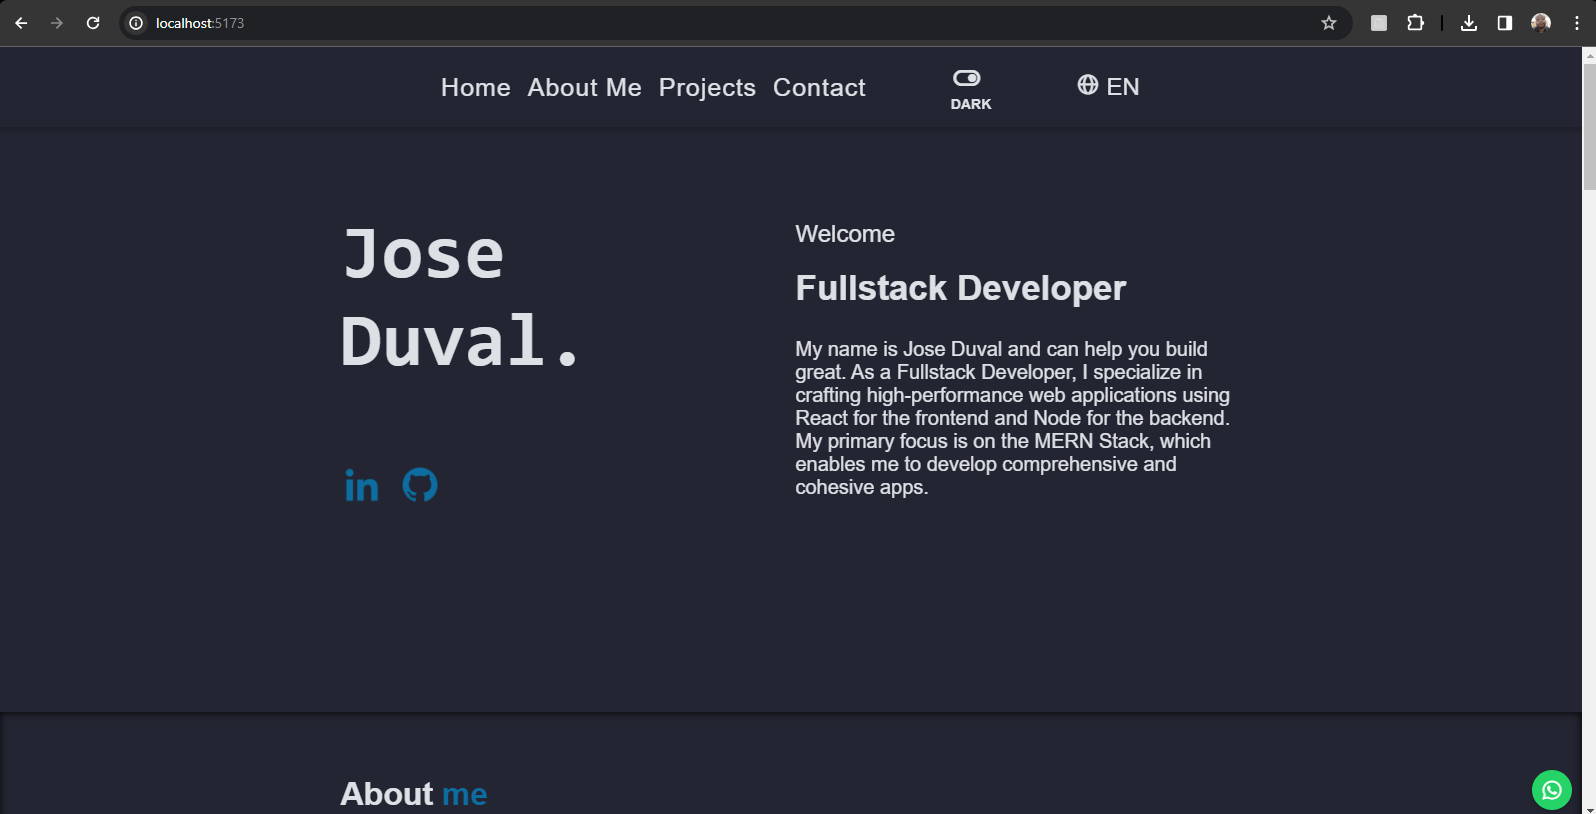 localhost:5173
Home About Me Projects Contact
DARK
EN
Jose
Duval.
Welcome
Fullstack Developer
My name is Jose Duval and can help you build
great. As a Fullstack Developer, I specialize in
crafting high-performance web applications using
React for the frontend and Node for the backend.
My primary focus is on the MERN Stack, which
enables me to develop comprehensive and
cohesive apps.
in
About me